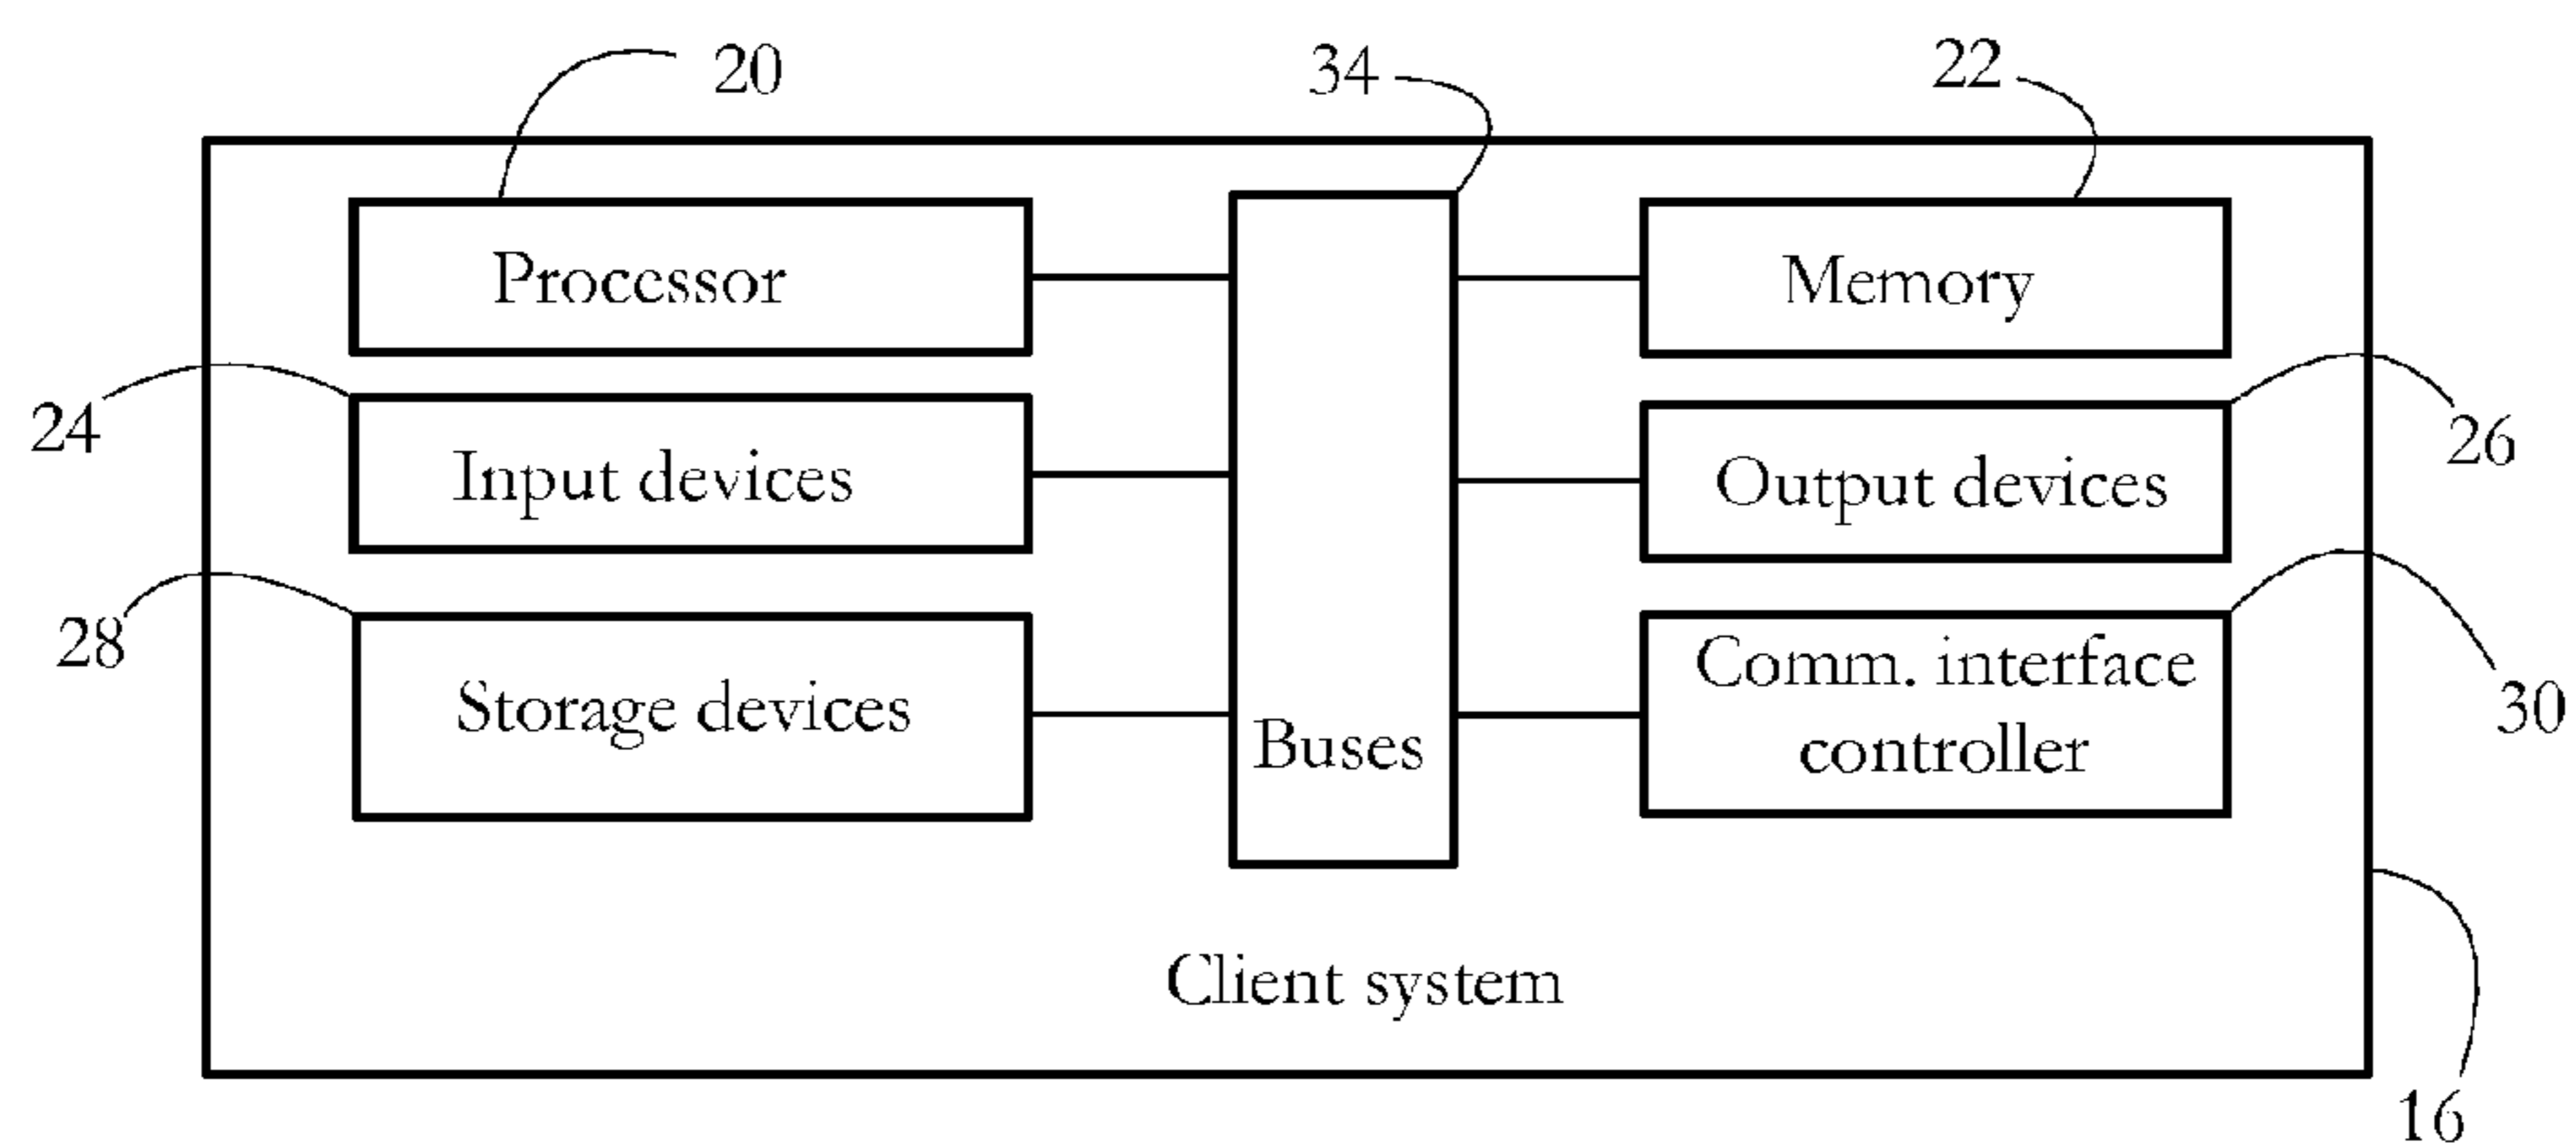 20
34
22
Processor
Memory
24
Input devices
Output devices
26
28
Storage devices
Buses
Comm. interface
controller
30
Client system
16